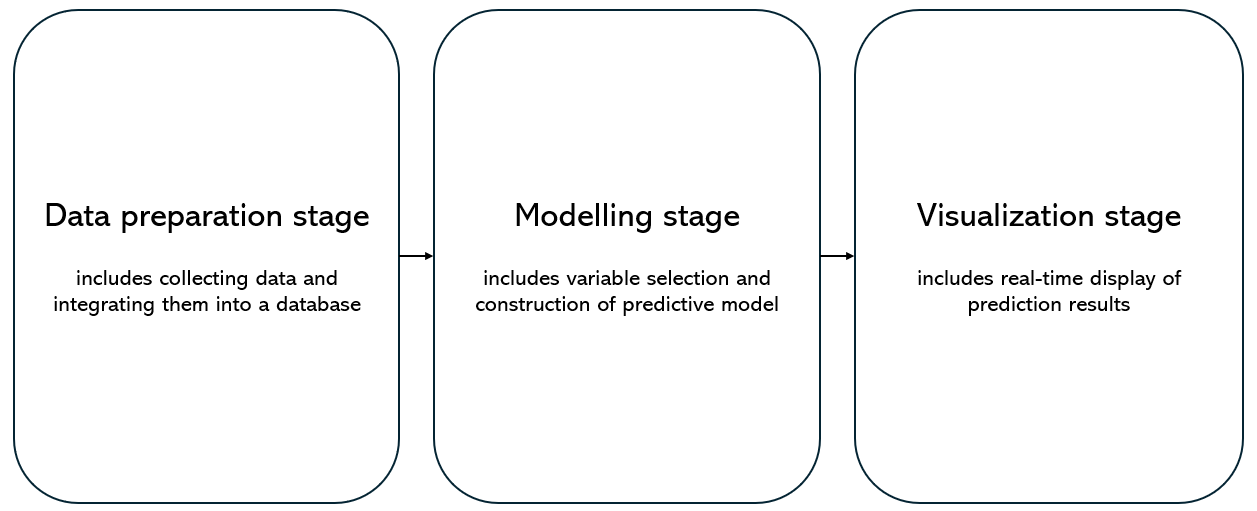 Data preparation stage
includes collecting data and
integrating them into a database
Modelling stage
includes variable selection and
construction of predictive model
Visualization stage
includes real-time display of
prediction results